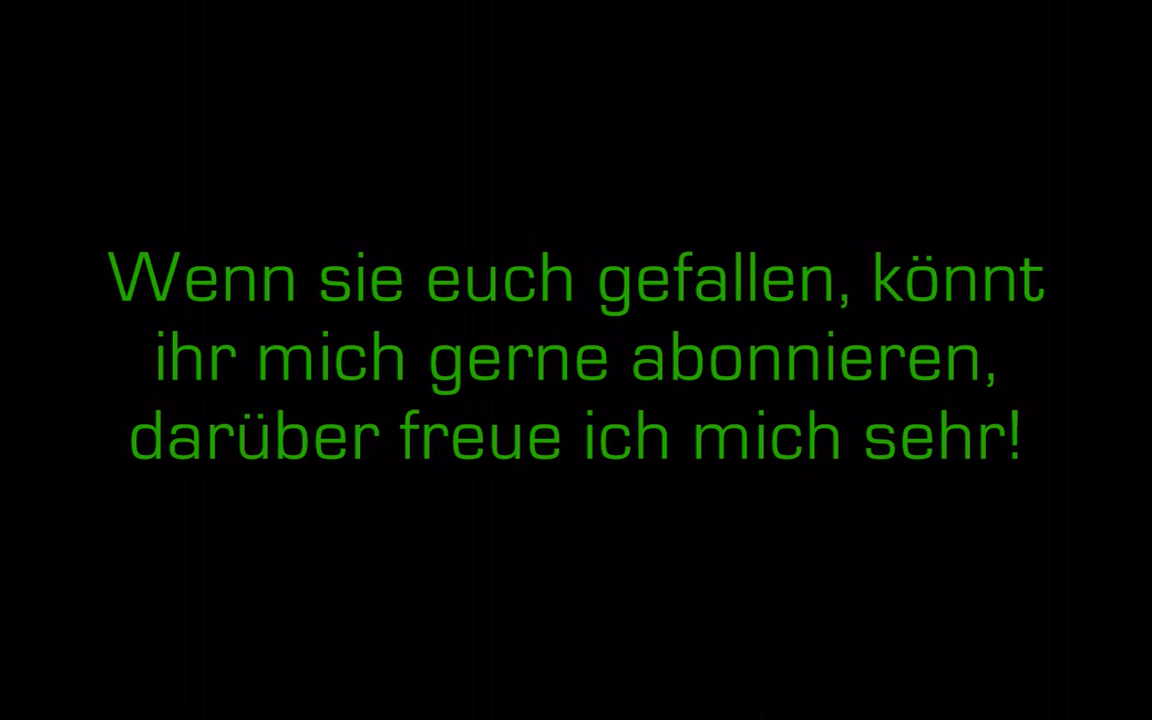 Wenn sie euch gefallen, könnt
ihr mich gerne abonnieren,
darüber freue ich mich sehr!